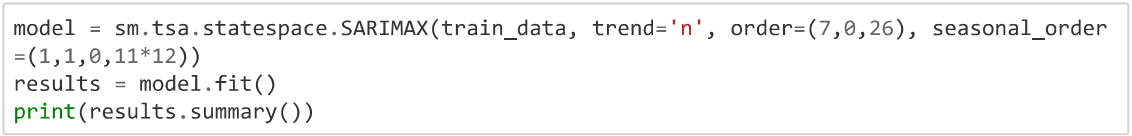 model = sm.tsa.statespace.SARIMAX(train_data, trend='n', order=(7,0,26), seasonal_order
=(1,1,0,11*12))
results = model.fit()
print(results.summary())